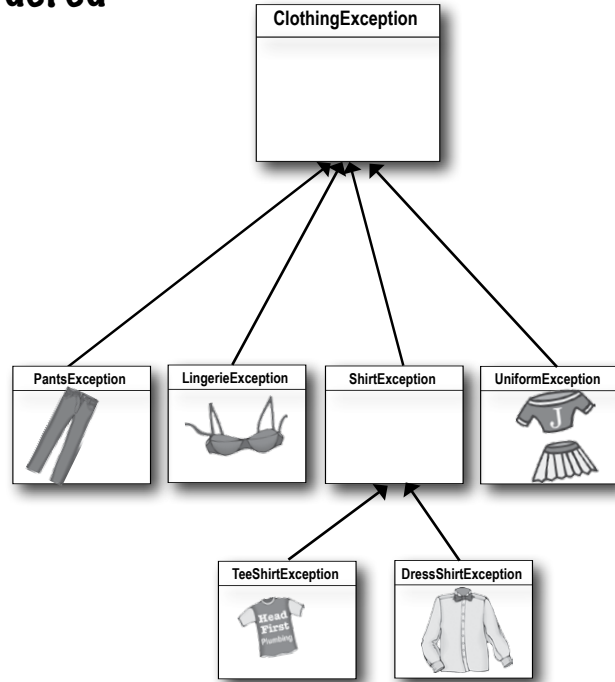 ClothingException
PantsException
LingerieException
ShirtException
UniformException
J
TeeShirtException
DressShirtException
Head
First
Plumbing